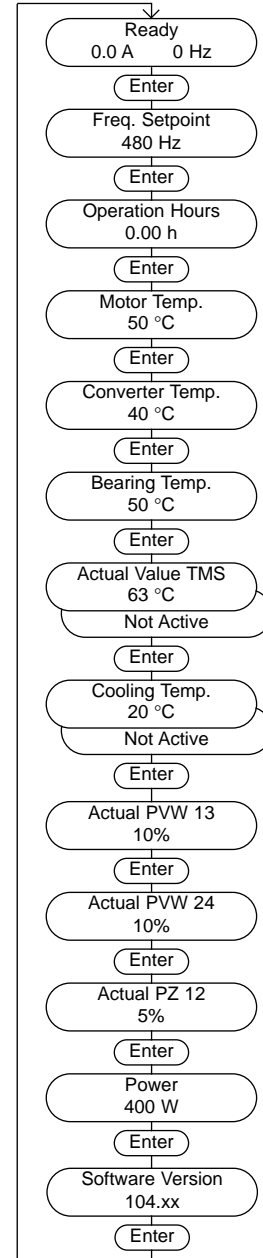 Ready
0.0 A 0 Hz
Enter
Freq. Setpoint
480 Hz
Enter
Operation Hours
0.00 h
Enter
Motor Temp.
50 °C
Enter
Converter Temp.
40 °C
Enter
Bearing Temp.
50 °C
Enter
Actual Value TMS
63 °C
Not Active
Enter
Cooling Temp.
20 °C
Not Active
Enter
Actual PVW 13
10%
Enter
Actual PVW 24
10%
Enter
Actual PZ 12
5%
Enter
Power
400 W
Enter
Software Version
104.xx
Enter